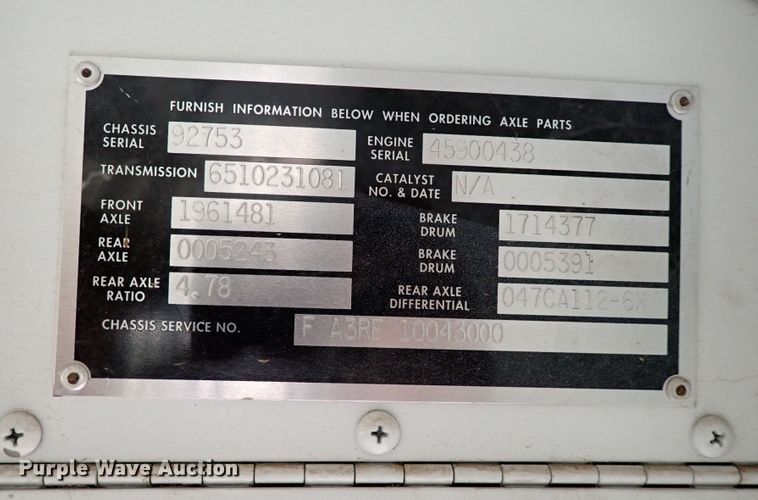 FURNISH INFORMATION BELOW WHEN ORDERING AXLE PARTS
CHASSIS SERIAL 92753 ENGINE SERIAL 45900438
TRANSMISSION 6510231081 CATALYST NO. & DATE N/A
FRONT AXLE 1961481 BRAKE DRUM 1714377
REAR AXLE 0005243 BRAKE DRUM 0005391
REAR AXLE RATIO 4.78 REAR AXLE DIFFERENTIAL 047CA112-6X
CHASSIS SERVICE NO. F A3RE 10043000
Purple Wave Auction